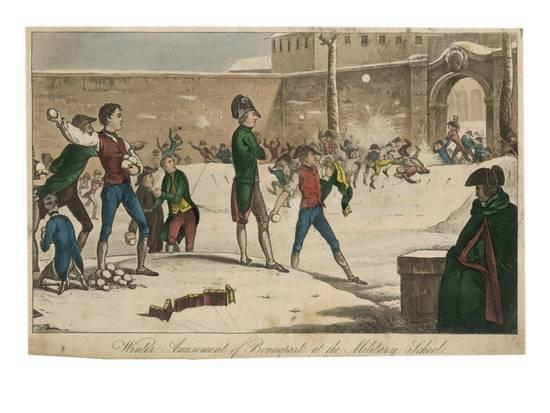 Winter Amusement of Bonnaparte at the Military School.